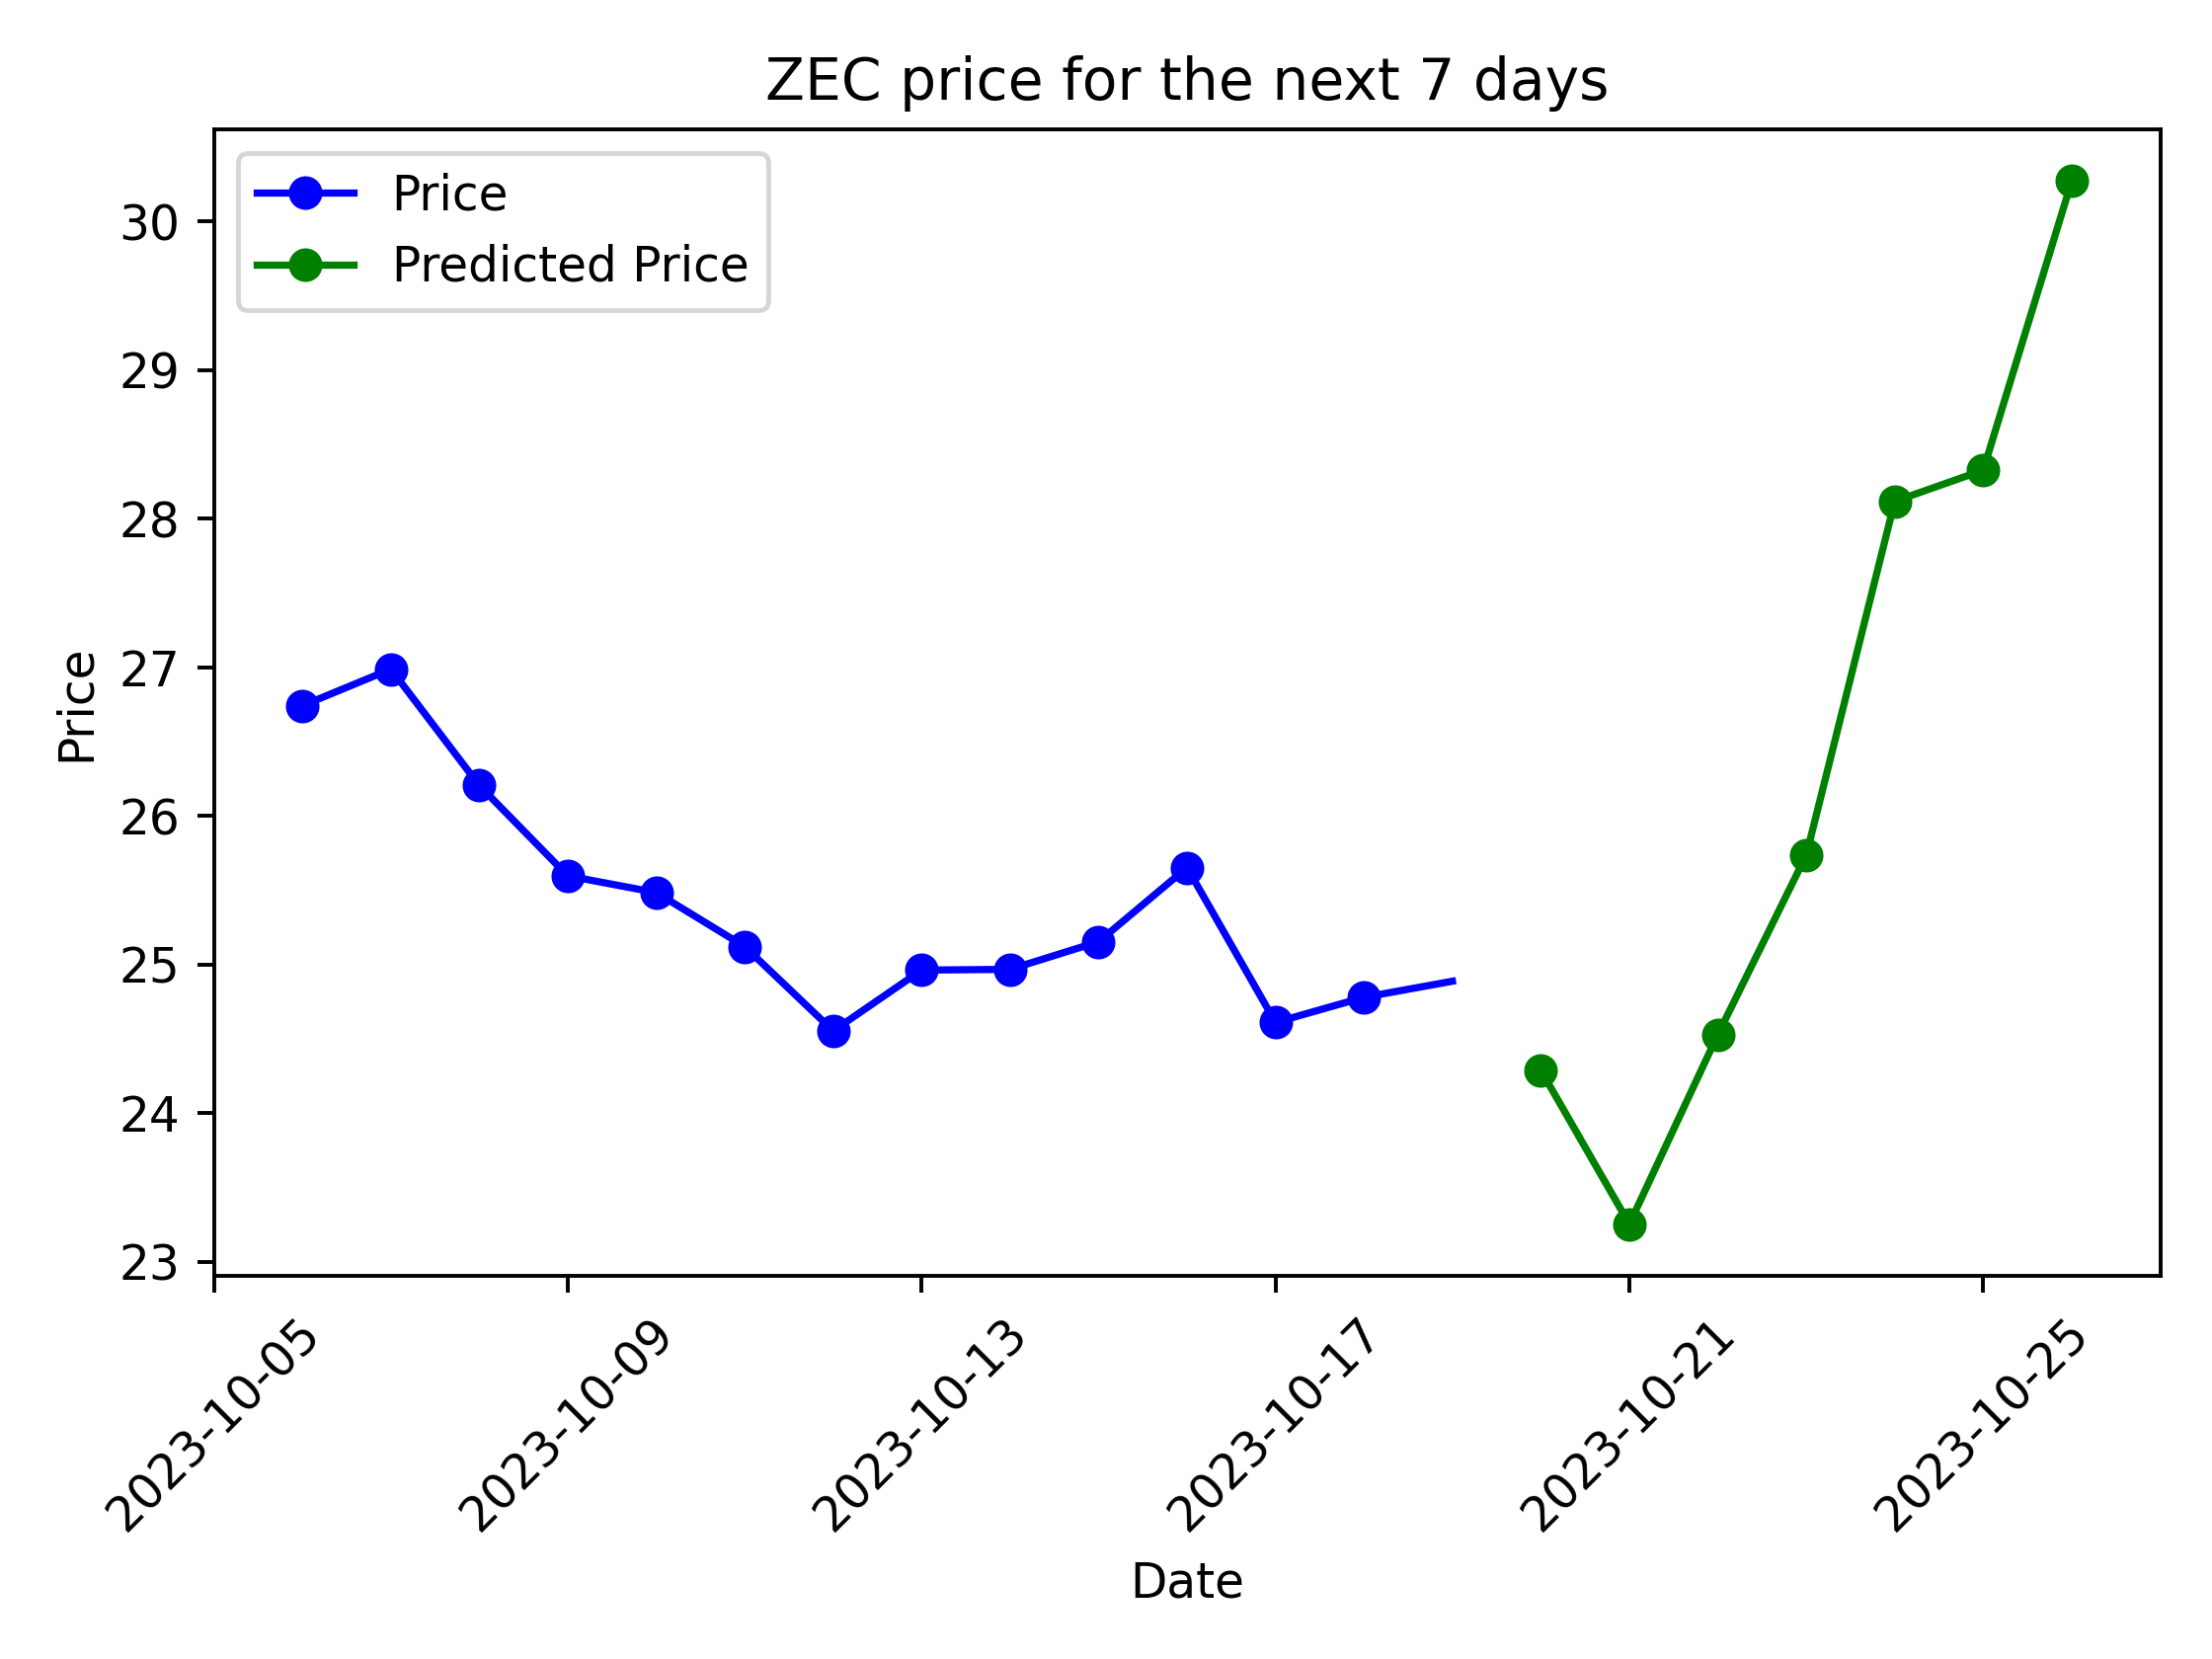 ZEC price for the next 7 days
Price
Predicted Price
30
29
28
27
26
25
24
23
Price
2023-10-05
2023-10-09
2023-10-13
2023-10-17
2023-10-21
2023-10-25
Date